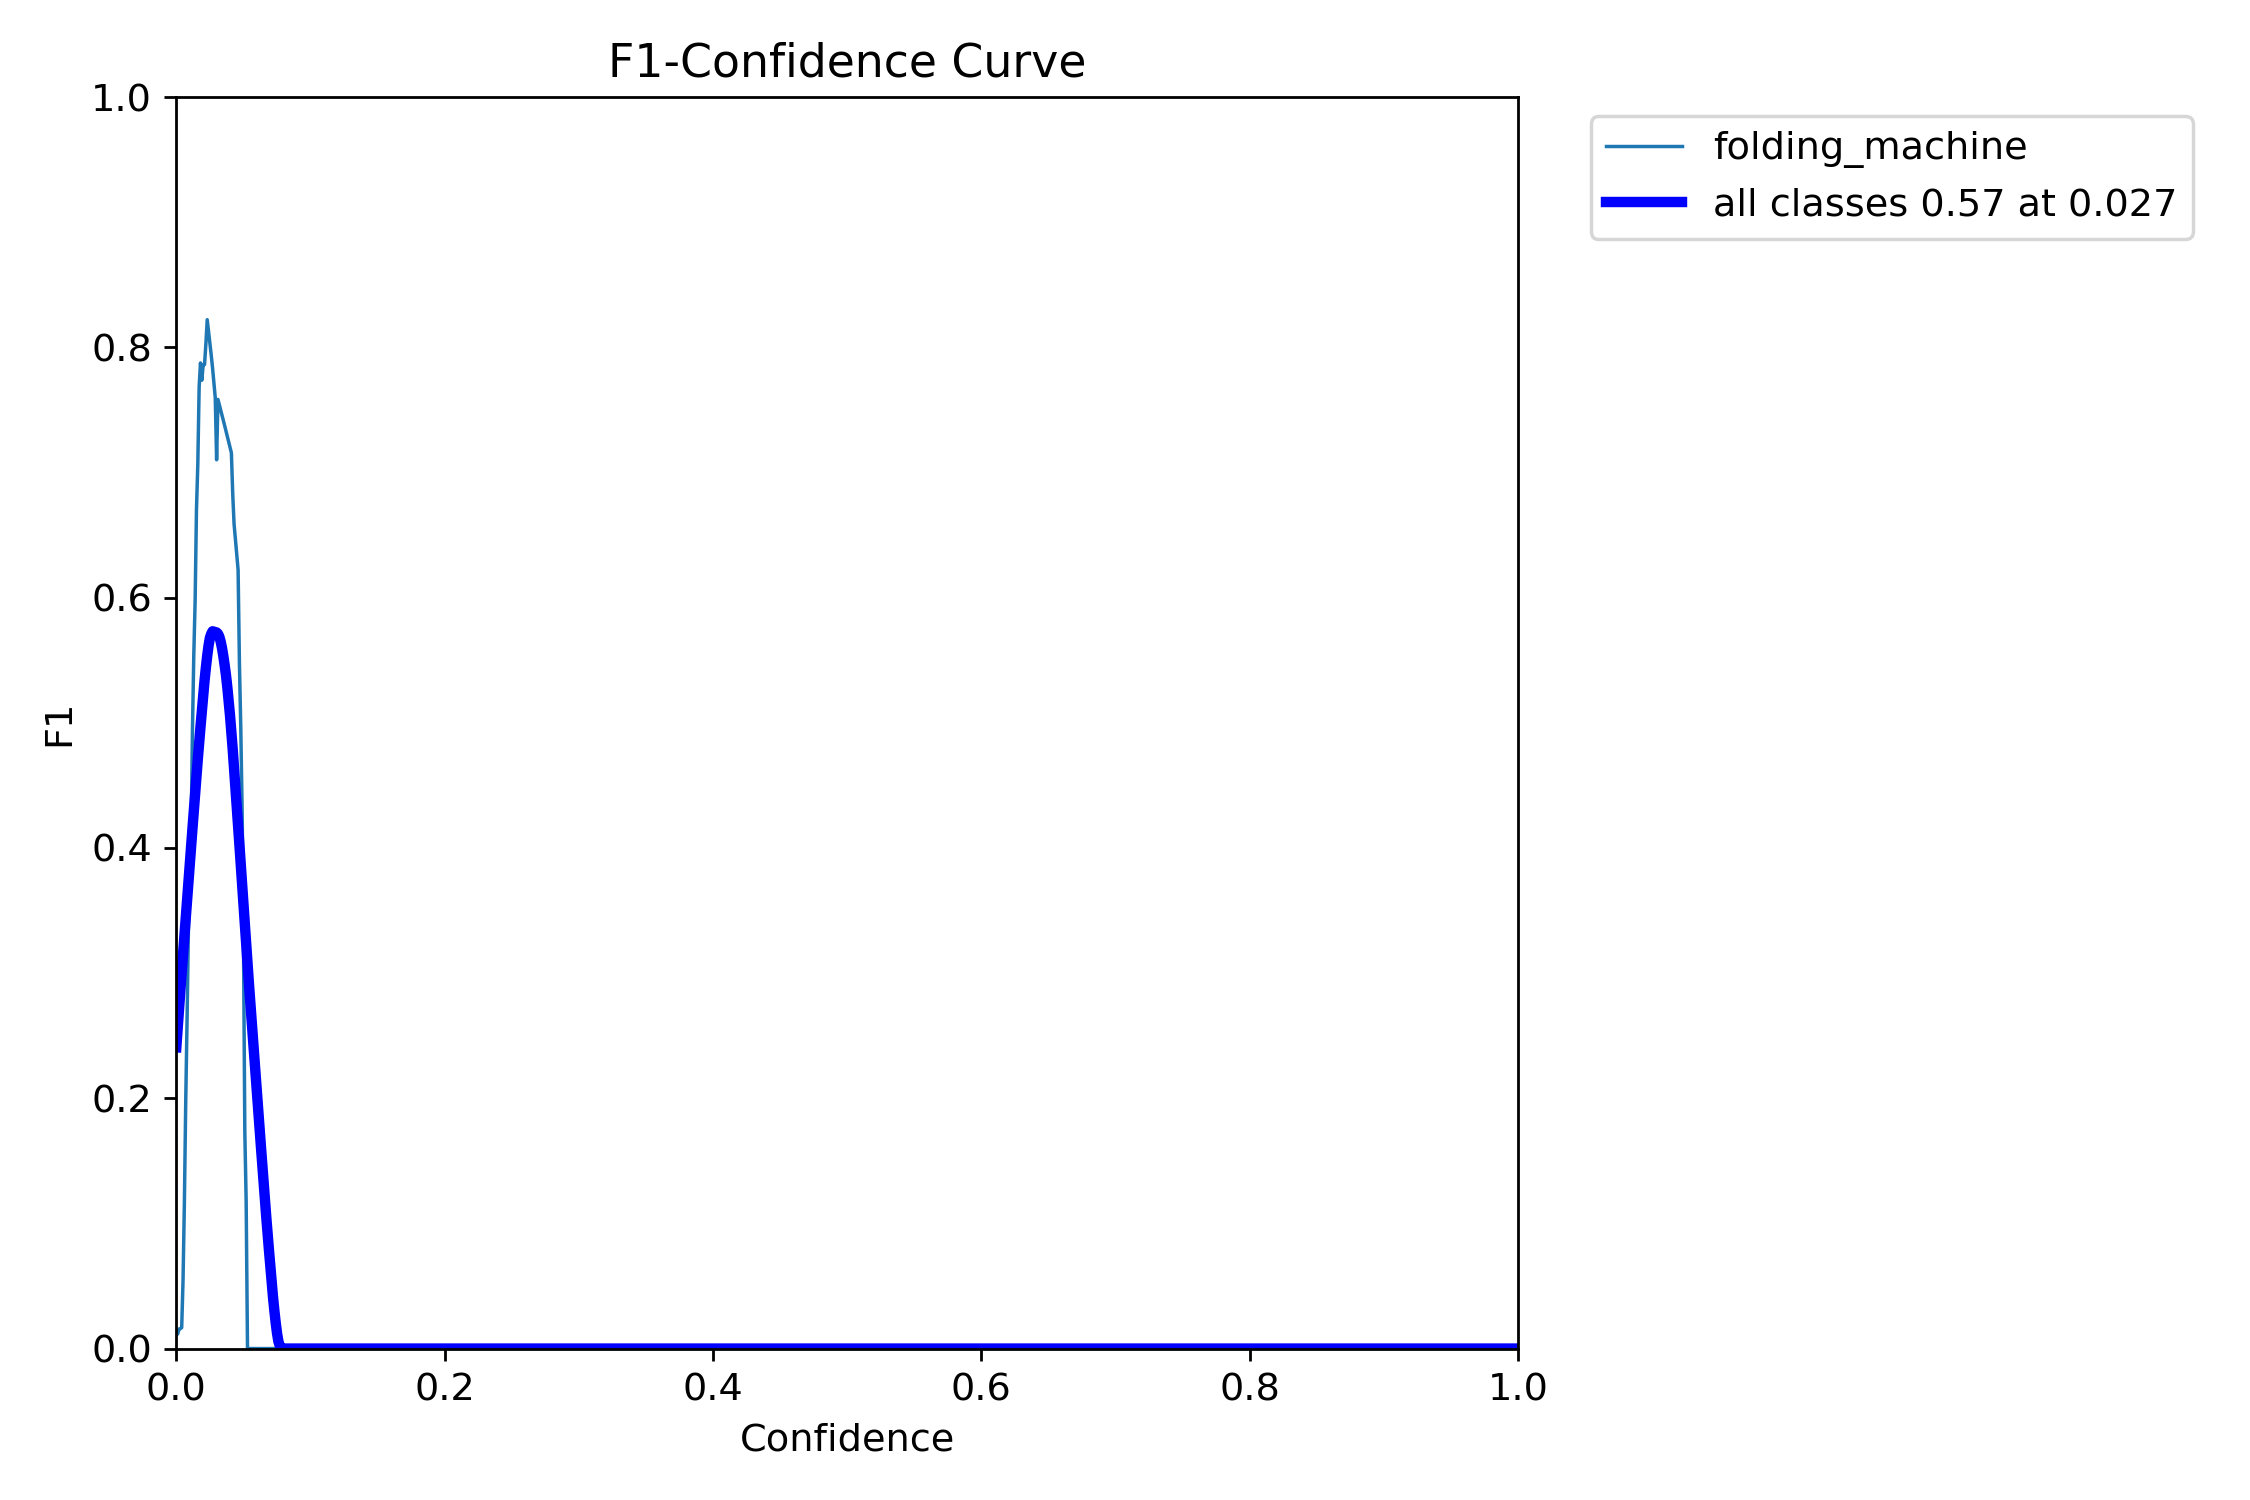 F1-Confidence Curve
folding_machine
all classes 0.57 at 0.027
1.0
0.8
0.6
0.4
0.2
0.0
F1
0.0 0.2 0.4 0.6 0.8 1.0
Confidence